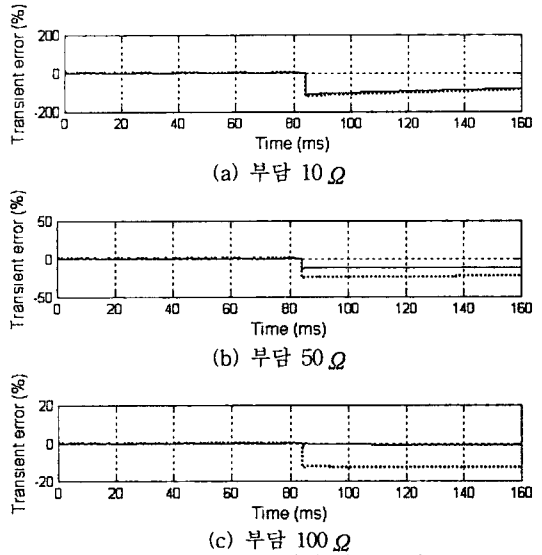 Transient error (%)
200
0
-200
0 20 40 60 80 100 120 140 160
Time (ms)
(a) 부담 10 Ω
Transient error (%)
50
0
-50
0 20 40 60 80 100 120 140 160
Time (ms)
(b) 부담 50 Ω
Transient error (%)
20
0
-20
0 20 40 60 80 100 120 140 160
Time (ms)
(c) 부담 100 Ω